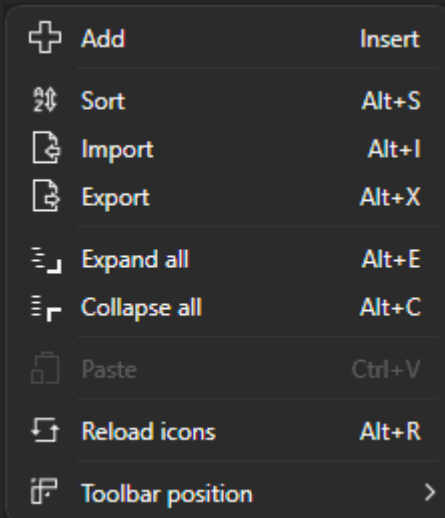 Add Insert
Sort Alt+S
Import Alt+I
Export Alt+X
Expand all Alt+E
Collapse all Alt+C
Paste Ctrl+V
Reload icons Alt+R
Toolbar position